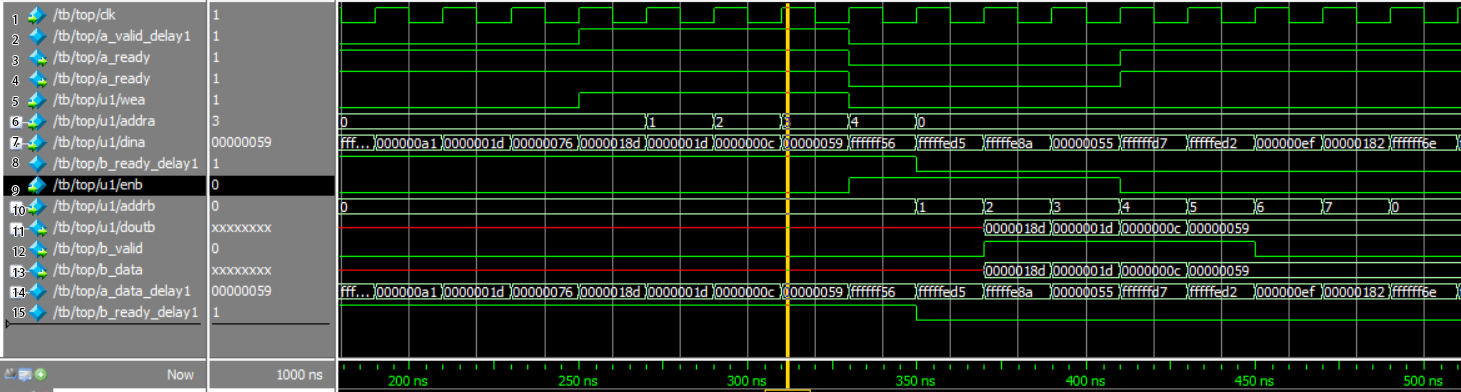 1 /tb/top/clk 1
2 /tb/top/a_valid_delay1 1
3 /tb/top/a_ready 1
4 /tb/top/a_ready 1
5 /tb/top/u1/wea 1
6 /tb/top/u1/addra 3 0 1 2 3 4 0
7 /tb/top/u1/dina 00000059 fff... 000000a1 0000001d 00000076 0000018d 0000001d 0000000c 00000059 ffffff56 fffffed5 fffffe8a 00000055 ffffffd7 fffffed2 000000ef 00000182 ffffff6e
8 /tb/top/b_ready_delay1 1
9 /tb/top/u1/enb 0
10 /tb/top/u1/addrb 0 0 1 2 3 4 5 6 7 0
11 /tb/top/u1/doutb xxxxxxxx 0000018d 0000001d 0000000c 00000059
12 /tb/top/b_valid 0
13 /tb/top/b_data xxxxxxxx 0000018d 0000001d 0000000c 00000059
14 /tb/top/a_data_delay1 00000059 fff... 000000a1 0000001d 00000076 0000018d 0000001d 0000000c 00000059 ffffff56 fffffed5 fffffe8a 00000055 ffffffd7 fffffed2 000000ef 00000182 ffffff6e
15 /tb/top/b_ready_delay1 1
Now 1000 ns 200 ns 250 ns 300 ns 350 ns 400 ns 450 ns 500 ns